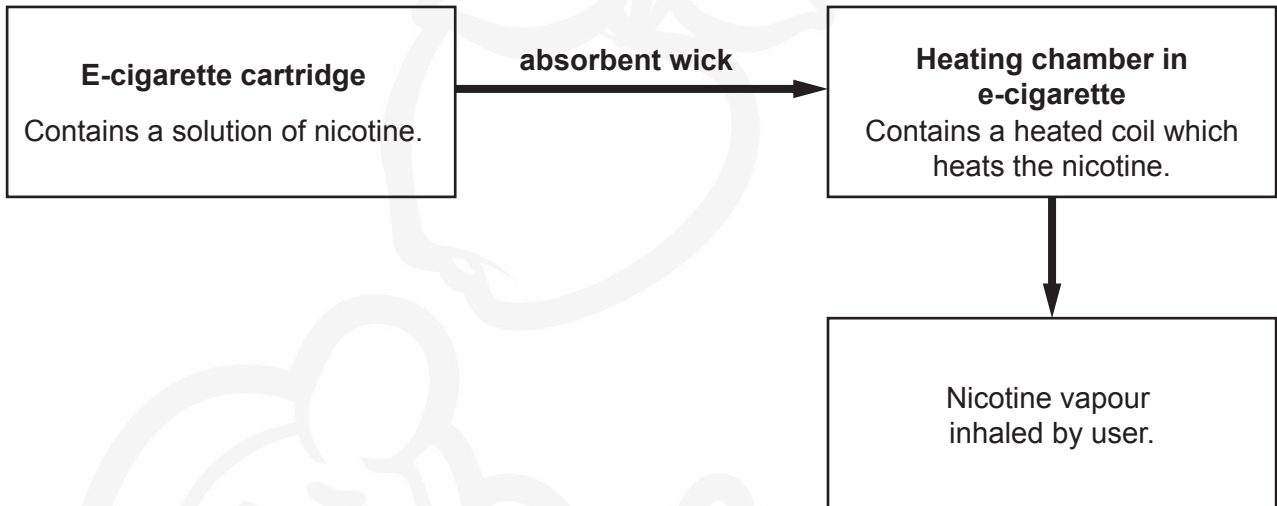 E-cigarette cartridge
Contains a solution of nicotine.
absorbent wick
Heating chamber in
e-cigarette
Contains a heated coil which
heats the nicotine.
Nicotine vapour
inhaled by user.